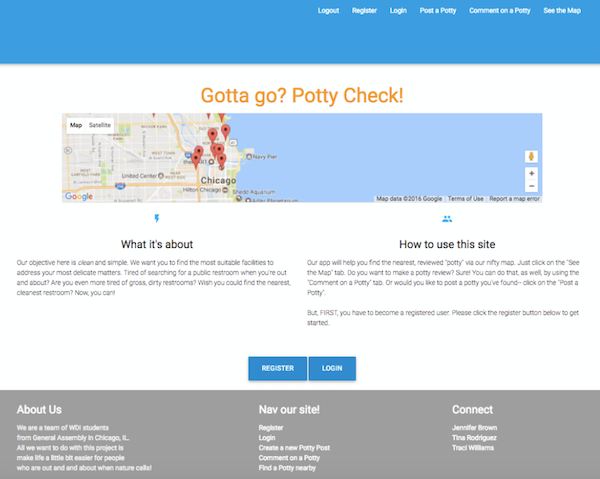 Logout Register Login Post a Potty Comment on a Potty See the Map
Gotta go? Potty Check!
Map Satellite
WEST TOWN
United Center
Navy Pier
Chicago
Hilton Chicago
Shedd Aquarium
Google
Map data ©2016 Google Terms of Use Report a map error
What it's about
Our objective here is clean and simple. We want you to find the most suitable facilities to
address your most delicate matters. Tired of searching for a public restroom when you're out
and about? Are you even more tired of gross, dirty restrooms? Wish you could find the nearest,
cleanest restroom? Now, you can!
How to use this site
Our app will help you find the nearest, reviewed "potty" via our nifty map. Just click on the "See
the Map" tab. Do you want to make a potty review? Sure! You can do that, as well, by using the
"Comment on a Potty" tab. Or would you like to post a potty you've found-- click on the "Post a
Potty".
But, FIRST, you have to become a registered user. Please click the register button below to get
started.
REGISTER LOGIN
About Us
We are a team of WDI students
from General Assembly in Chicago, IL.
All we want to do with this project is
make life a little bit easier for people
who are out and and about when nature calls!
Nav our site!
Register
Login
Create a new Potty Post
Comment on a Potty
Find a Potty nearby
Connect
Jennifer Brown
Tina Rodriguez
Traci Williams